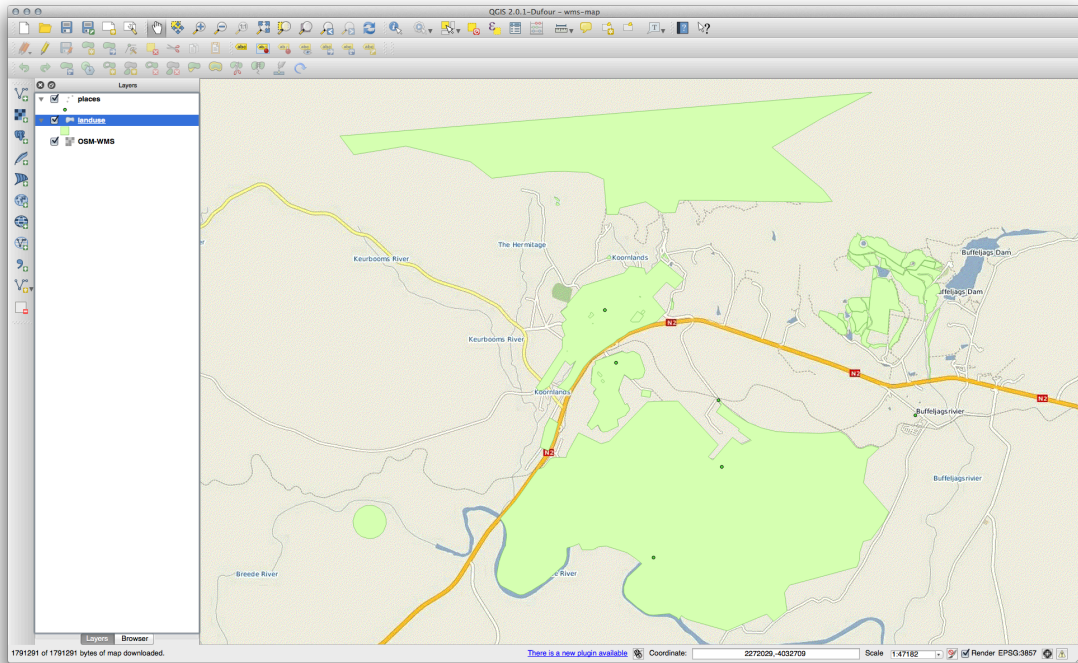 QGIS 2.0.1-Dufour - wms-map
Layers
places
landuse
OSM-WMS
The Hermitage
Koornlands
Keurbooms River
Buffeljags Dam
N2
Keurbooms River
N2
Koornlands
N2
Buffeljagsrivier
N2
Buffeljagsrivier
Breede River
River
Layers
Browser
1791291 of 1791291 bytes of map downloaded.
There is a new plugin available
Coordinate:
2272029,-4032709
Scale
1:47182
Render
EPSG:3857